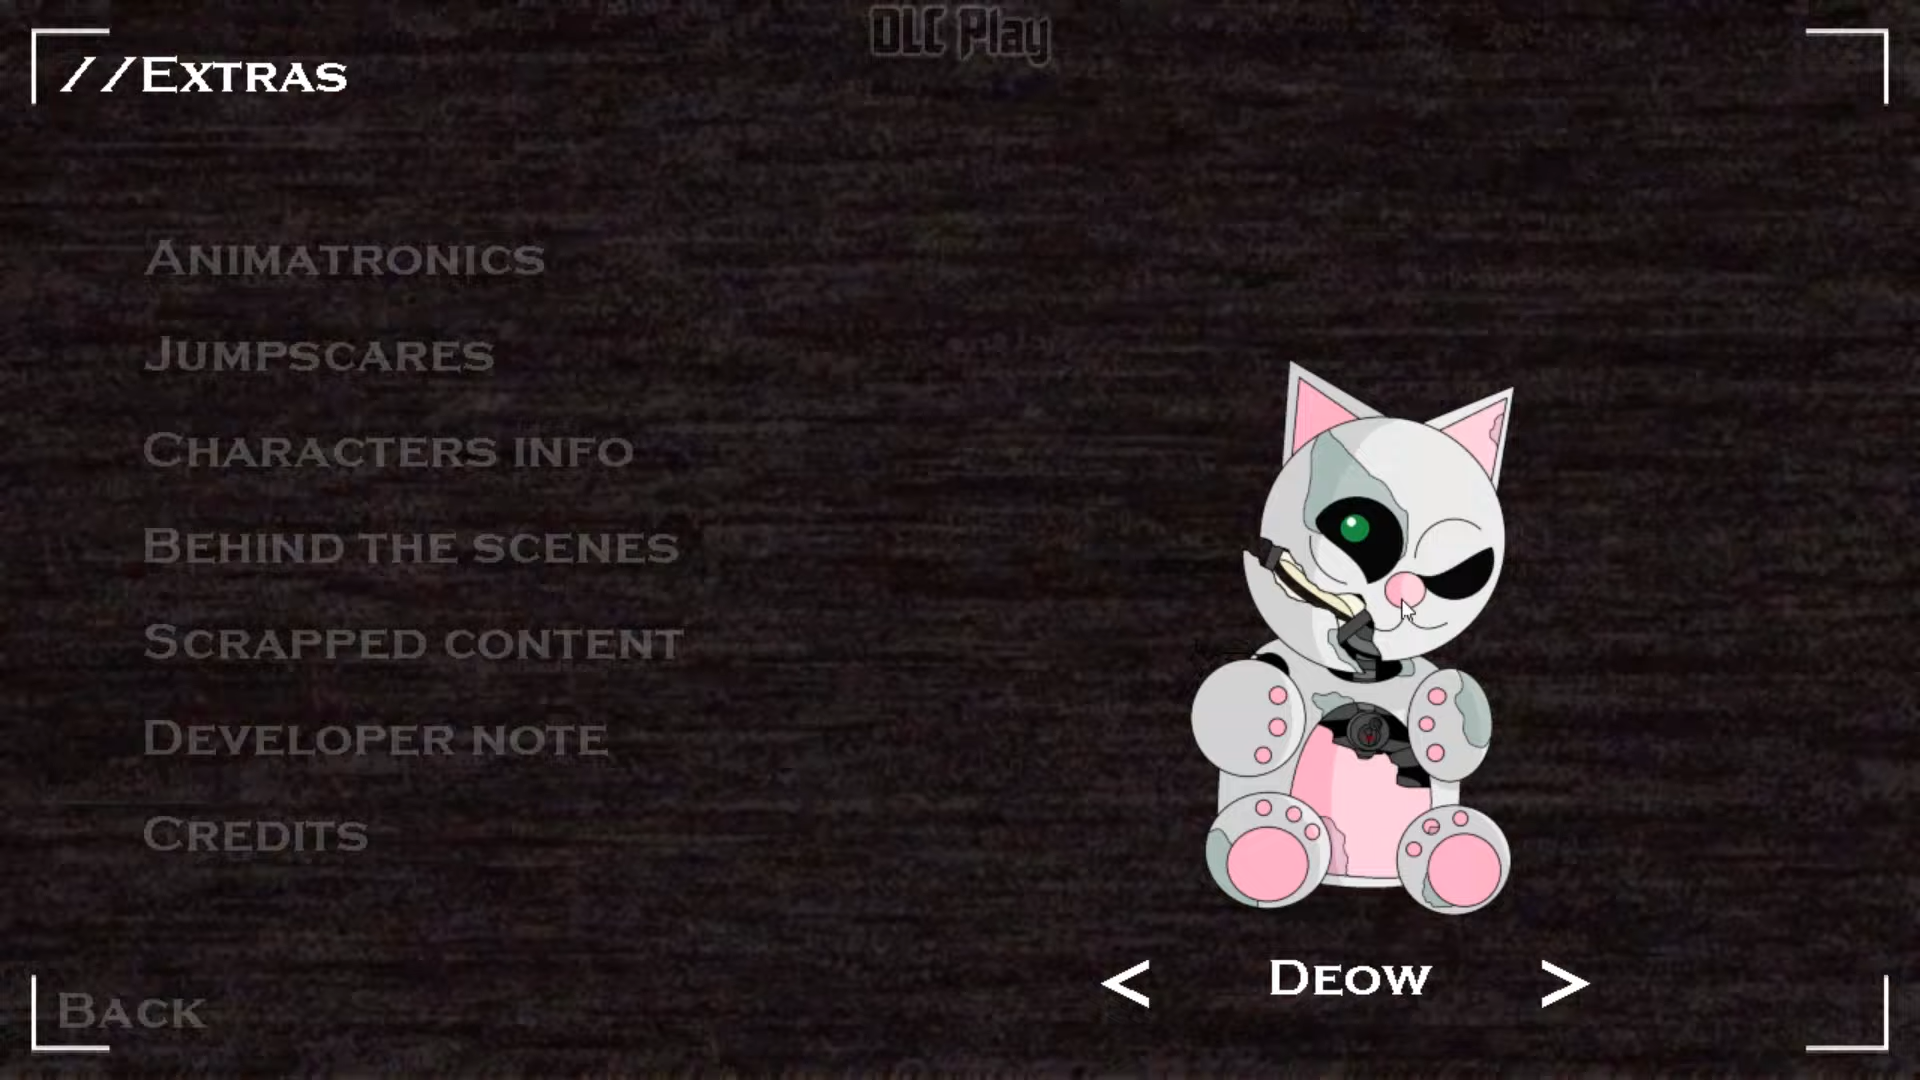 DLC Play
//Extras
Animatronics
Jumpscares
Characters info
Behind the scenes
Scrapped content
Developer note
Credits
< Deow >
Back